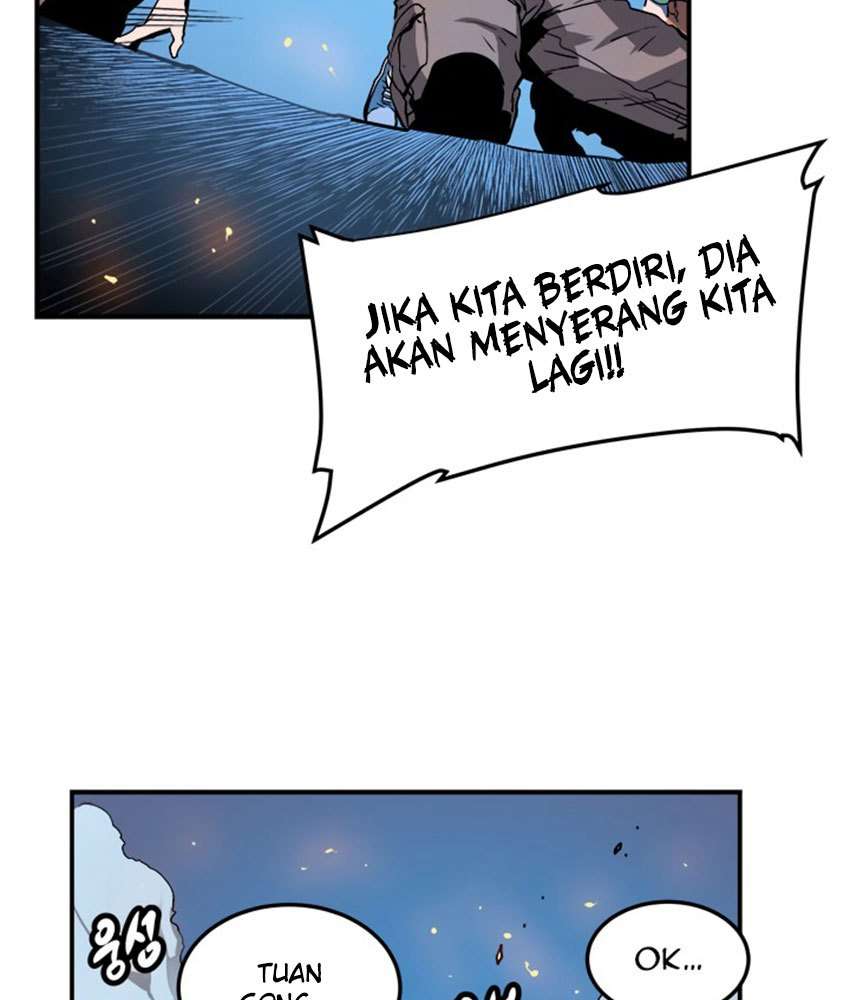 JIKA KITA BERDIRI, DIA
AKAN MENYERANG KITA
LAGI!!
웅성
TUAN
OK...